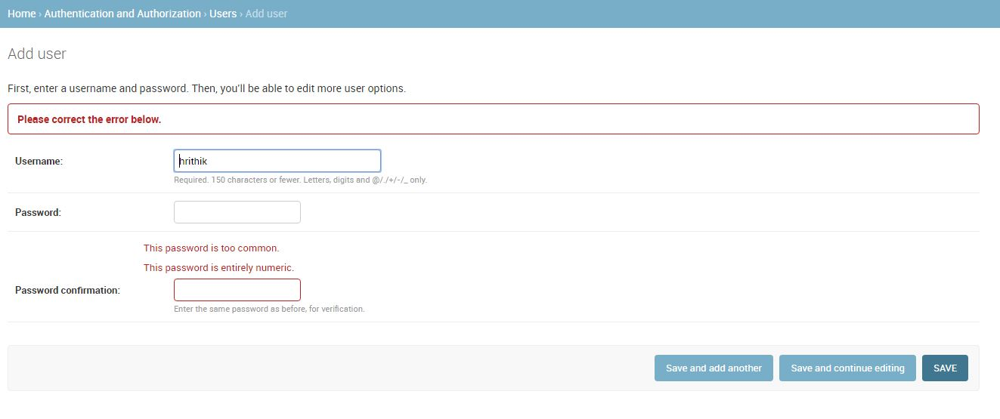 Home › Authentication and Authorization › Users › Add user
Add user
First, enter a username and password. Then, you'll be able to edit more user options.
Please correct the error below.
Username: hrithik
Required. 150 characters or fewer. Letters, digits and @/./+/-/_ only.
Password:
This password is too common.
This password is entirely numeric.
Password confirmation:
Enter the same password as before, for verification.
Save and add another Save and continue editing SAVE